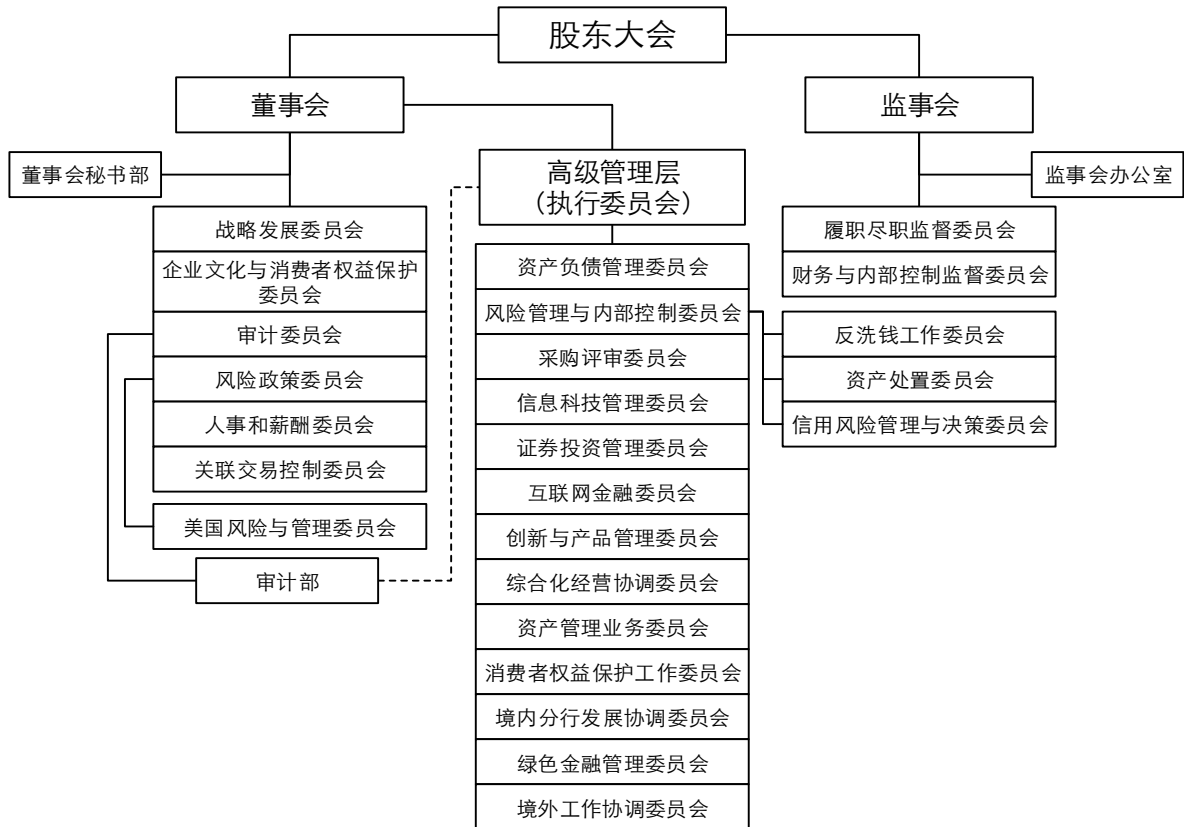 股东大会
董事会
监事会
董事会秘书部
高级管理层
（执行委员会）
监事会办公室
战略发展委员会
企业文化与消费者权益保护
委员会
审计委员会
风险政策委员会
人事和薪酬委员会
关联交易控制委员会
美国风险与管理委员会
审计部
资产负债管理委员会
风险管理与内部控制委员会
采购评审委员会
信息科技管理委员会
证券投资管理委员会
互联网金融委员会
创新与产品管理委员会
综合化经营协调委员会
资产管理业务委员会
消费者权益保护工作委员会
境内分行发展协调委员会
绿色金融管理委员会
境外工作协调委员会
履职尽职监督委员会
财务与内部控制监督委员会
反洗钱工作委员会
资产处置委员会
信用风险管理与决策委员会